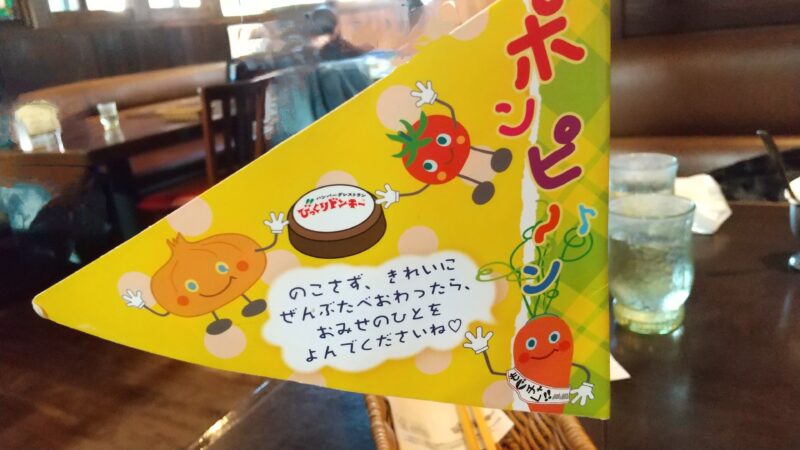 ポンピ〜ン♪
ハンバーグレストラン
びっくりドンキー
のこさず、きれいに
ぜんぶたべおわったら、
おみせのひとを
よんでくださいね♡